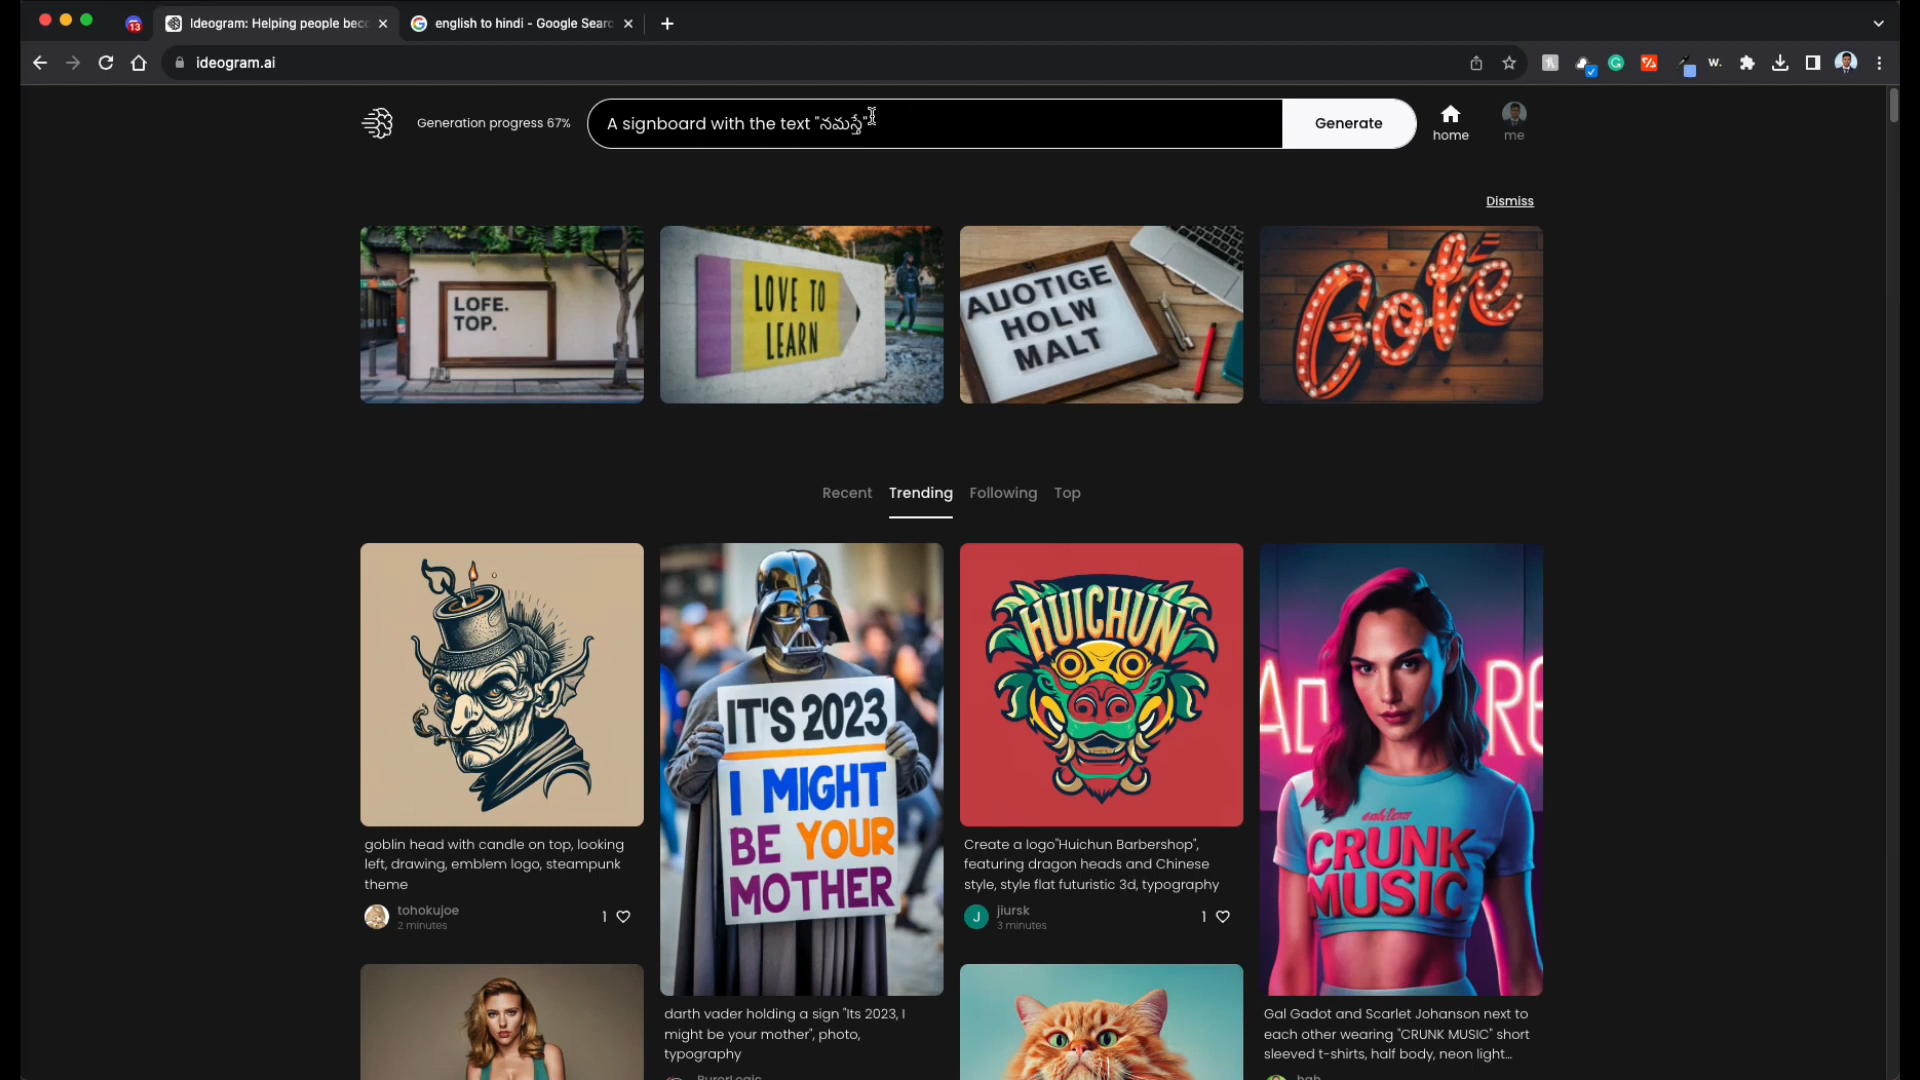 13
Ideogram: Helping people bec
english to hindi - Google Searc
ideogram.ai
W.
Generation progress 67%
A signboard with the text "నమస్తే"
Generate
home
me
Dismiss
LOFE.
TOP.
LOVE TO
LEARN
AUOTIGE
HOLW
MALT
Gofé
Recent
Trending
Following
Top
IT'S 2023
I MIGHT
BE YOUR
MOTHER
HUICHUN
CRUNK
MUSIC
goblin head with candle on top, looking
left, drawing, emblem logo, steampunk
theme
tohokujoe
2 minutes
1
Create a logo"Huichun Barbershop",
featuring dragon heads and Chinese
style, style flat futuristic 3d, typography
J
jiursk
3 minutes
1
darth vader holding a sign "Its 2023, I
might be your mother", photo,
typography
Gal Gadot and Scarlet Johanson next to
each other wearing "CRUNK MUSIC" short
sleeved t-shirts, half body, neon light...